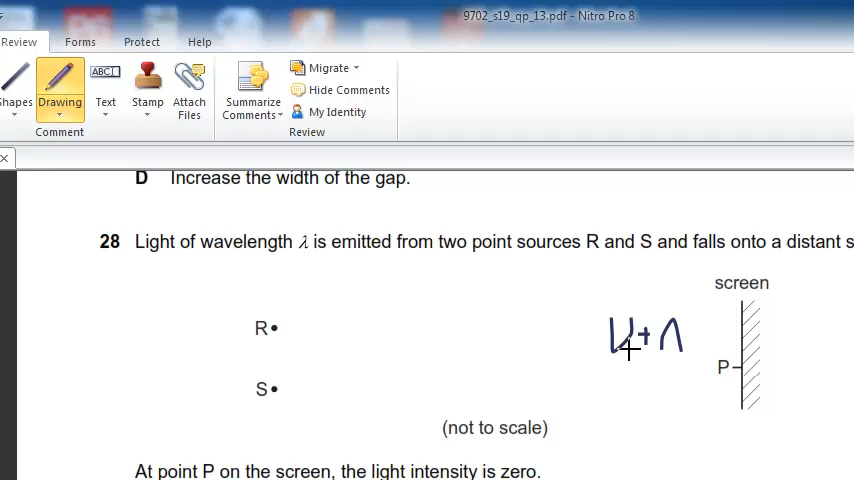 9702_s19_qp_13.pdf - Nitro Pro 8
Review Forms Protect Help
Shapes Drawing Text Stamp Attach Files Summarize Comments Migrate Hide Comments My Identity
ABC
Comment Review
D Increase the width of the gap.
28 Light of wavelength λ is emitted from two point sources R and S and falls onto a distant s
screen
R
P
S
(not to scale)
At point P on the screen, the light intensity is zero.